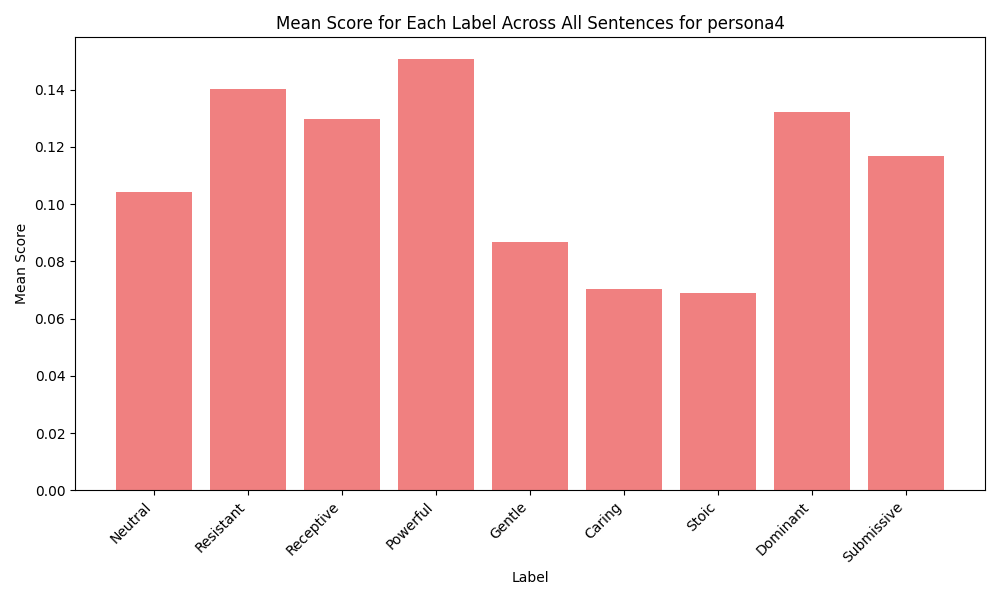 Mean Score for Each Label Across All Sentences for persona4
Mean Score
0.14
0.12
0.10
0.08
0.06
0.04
0.02
0.00
Neutral
Resistant
Receptive
Powerful
Gentle
Caring
Stoic
Dominant
Submissive
Label